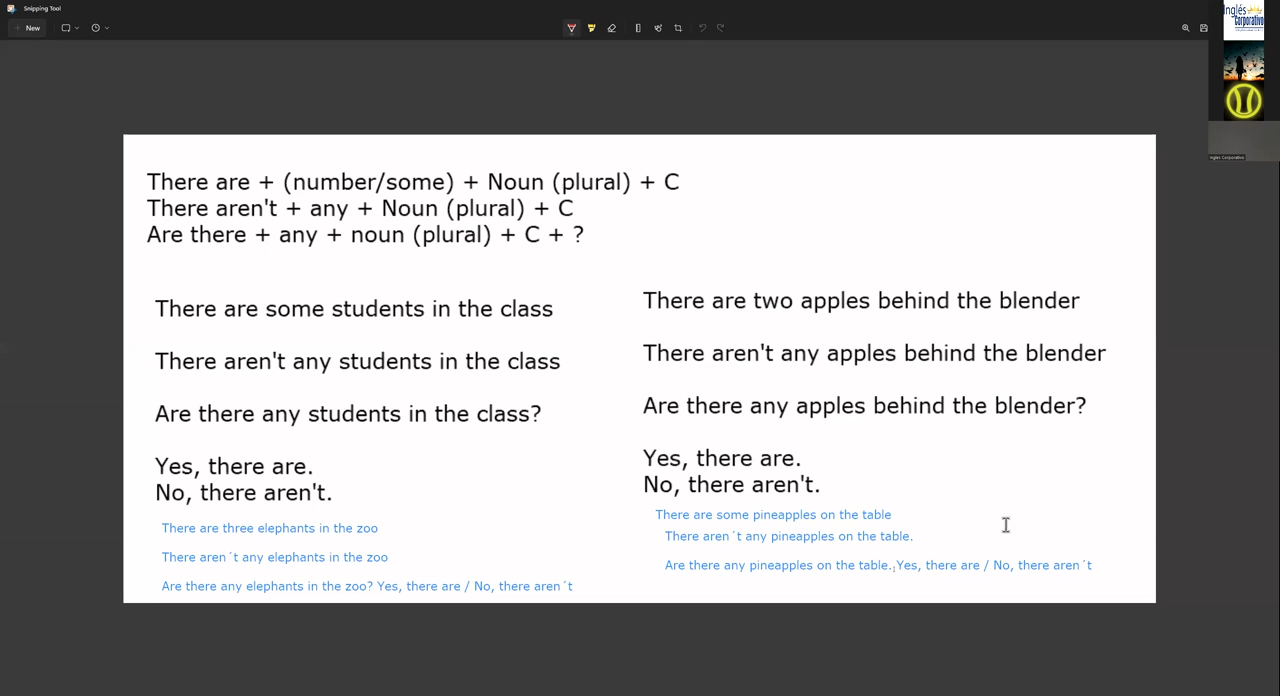 Snipping Tool
New
Inglés
Corporativo
Inglés Corporativo
There are + (number/some) + Noun (plural) + C
There aren't + any + Noun (plural) + C
Are there + any + noun (plural) + C + ?
There are some students in the class
There aren't any students in the class
Are there any students in the class?
Yes, there are.
No, there aren't.
There are three elephants in the zoo
There aren´t any elephants in the zoo
Are there any elephants in the zoo? Yes, there are / No, there aren´t
There are two apples behind the blender
There aren't any apples behind the blender
Are there any apples behind the blender?
Yes, there are.
No, there aren't.
There are some pineapples on the table
There aren´t any pineapples on the table.
Are there any pineapples on the table. Yes, there are / No, there aren´t